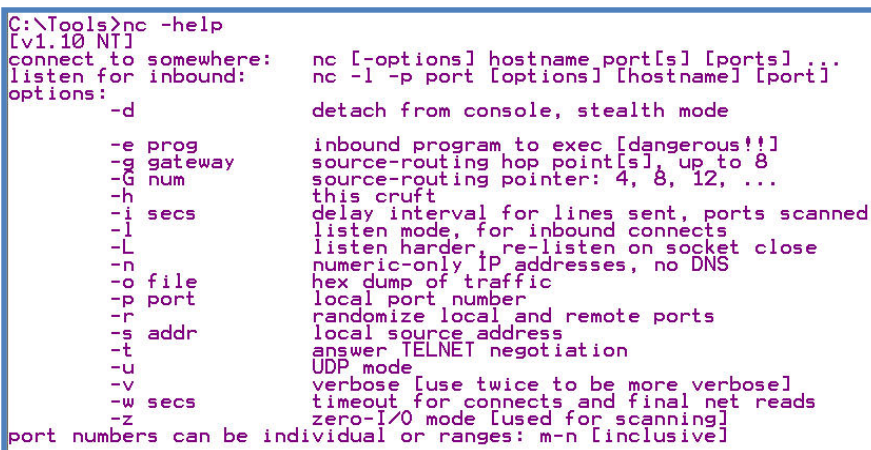 C:\Tools>nc -help
[v1.10 NT]
connect to somewhere:   nc [-options] hostname port[s] [ports] ...
listen for inbound:     nc -l -p port [options] [hostname] [port]
options:
        -d              detach from console, stealth mode
        -e prog         inbound program to exec [dangerous!!]
        -g gateway      source-routing hop point[s], up to 8
        -G num          source-routing pointer: 4, 8, 12, ...
        -h              this cruft
        -i secs         delay interval for lines sent, ports scanned
        -l              listen mode, for inbound connects
        -L              listen harder, re-listen on socket close
        -n              numeric-only IP addresses, no DNS
        -o file         hex dump of traffic
        -p port         local port number
        -r              randomize local and remote ports
        -s addr         local source address
        -t              answer TELNET negotiation
        -u              UDP mode
        -v              verbose [use twice to be more verbose]
        -w secs         timeout for connects and final net reads
        -z              zero-I/O mode [used for scanning]
port numbers can be individual or ranges: m-n [inclusive]